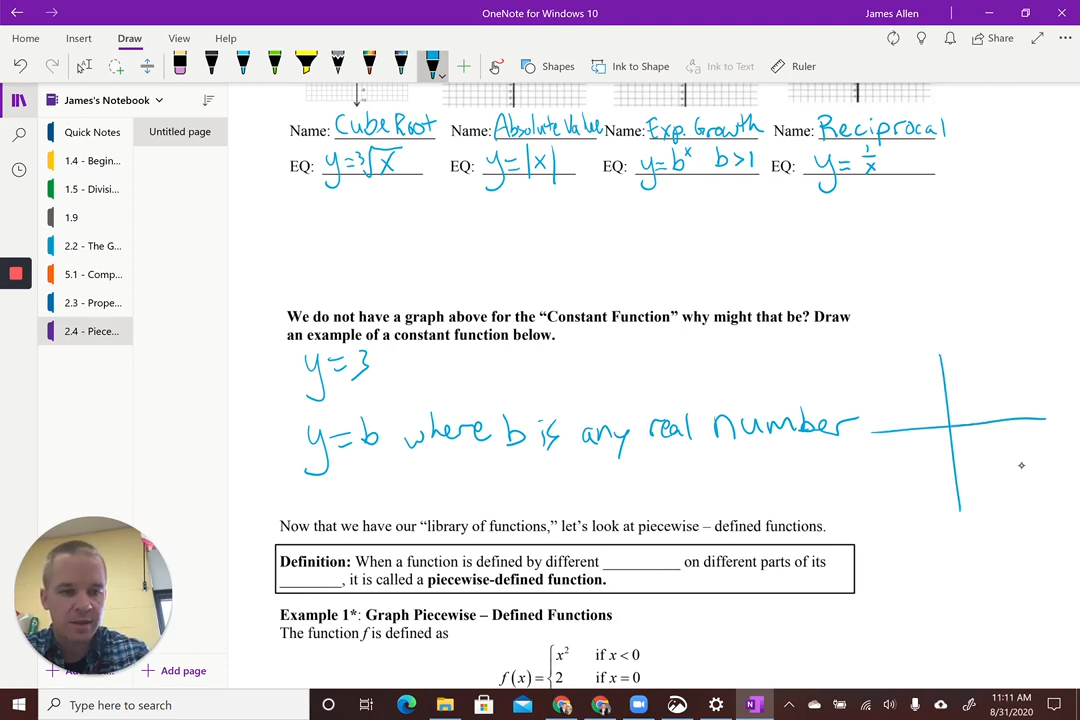 OneNote for Windows 10
James Allen
Home Insert Draw View Help
Share
Shapes Ink to Shape Ink to Text Ruler
James's Notebook
Quick Notes
Untitled page
1.4 - Begin...
1.5 - Divisi...
1.9
2.2 - The G...
5.1 - Comp...
2.3 - Prope...
2.4 - Piece...
Add page
Name: Cube Root Name: Absolute Value Name: Exp. Growth Name: Reciprocal
EQ: y=∛x EQ: y=|x| EQ: y=b^x b>1 EQ: y=1/x
We do not have a graph above for the “Constant Function” why might that be? Draw
an example of a constant function below.
y=3
y=b where b is any real number
Now that we have our “library of functions,” let’s look at piecewise – defined functions.
Definition: When a function is defined by different __________ on different parts of its
________, it is called a piecewise-defined function.
Example 1*: Graph Piecewise – Defined Functions
The function f is defined as
x² if x < 0
f(x) = { 2 if x = 0
Type here to search
11:11 AM
8/31/2020